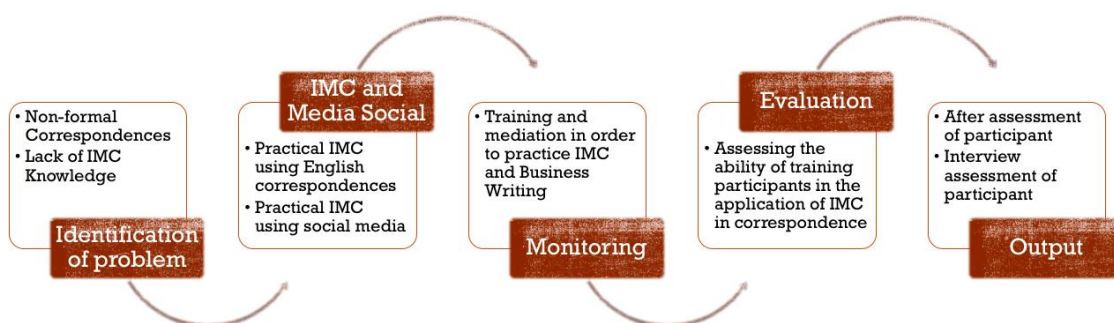 • Non-formal
Correspondences
• Lack of IMC
Knowledge
Identification
of problem
IMC and
Media Social
• Practical IMC
using English
correspondences
• Practical IMC
using social media
• Training and
mediation in order
to practice IMC
and Business
Writing
Monitoring
Evaluation
• Assessing the
ability of training
participants in the
application of IMC
in correspondence
• After assessment
of participant
• Interview
assessment of
participant
Output